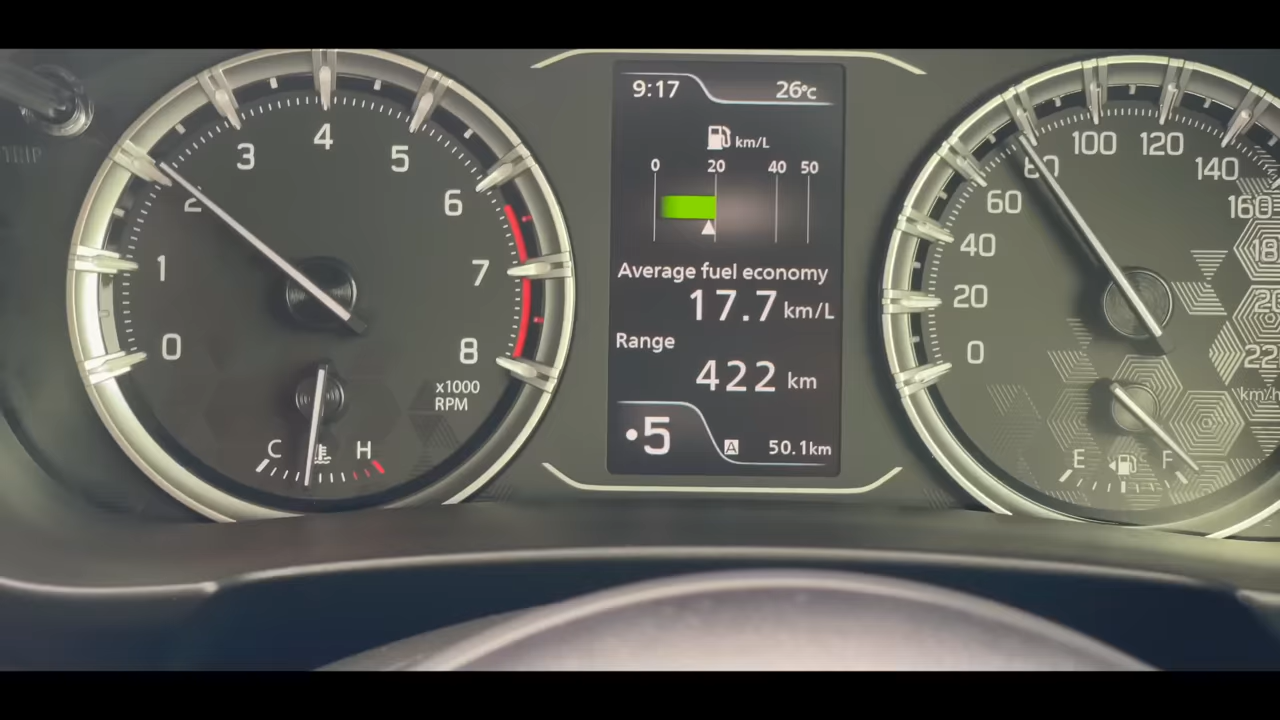 TRIP
0
1
2
3
4
5
6
7
8
x1000
RPM
C
H
9:17
26°C
km/L
0 20 40 50
Average fuel economy
17.7 km/L
Range
422 km
•5
A 50.1km
0
20
40
60
80
100
120
140
160
km/h
E
F